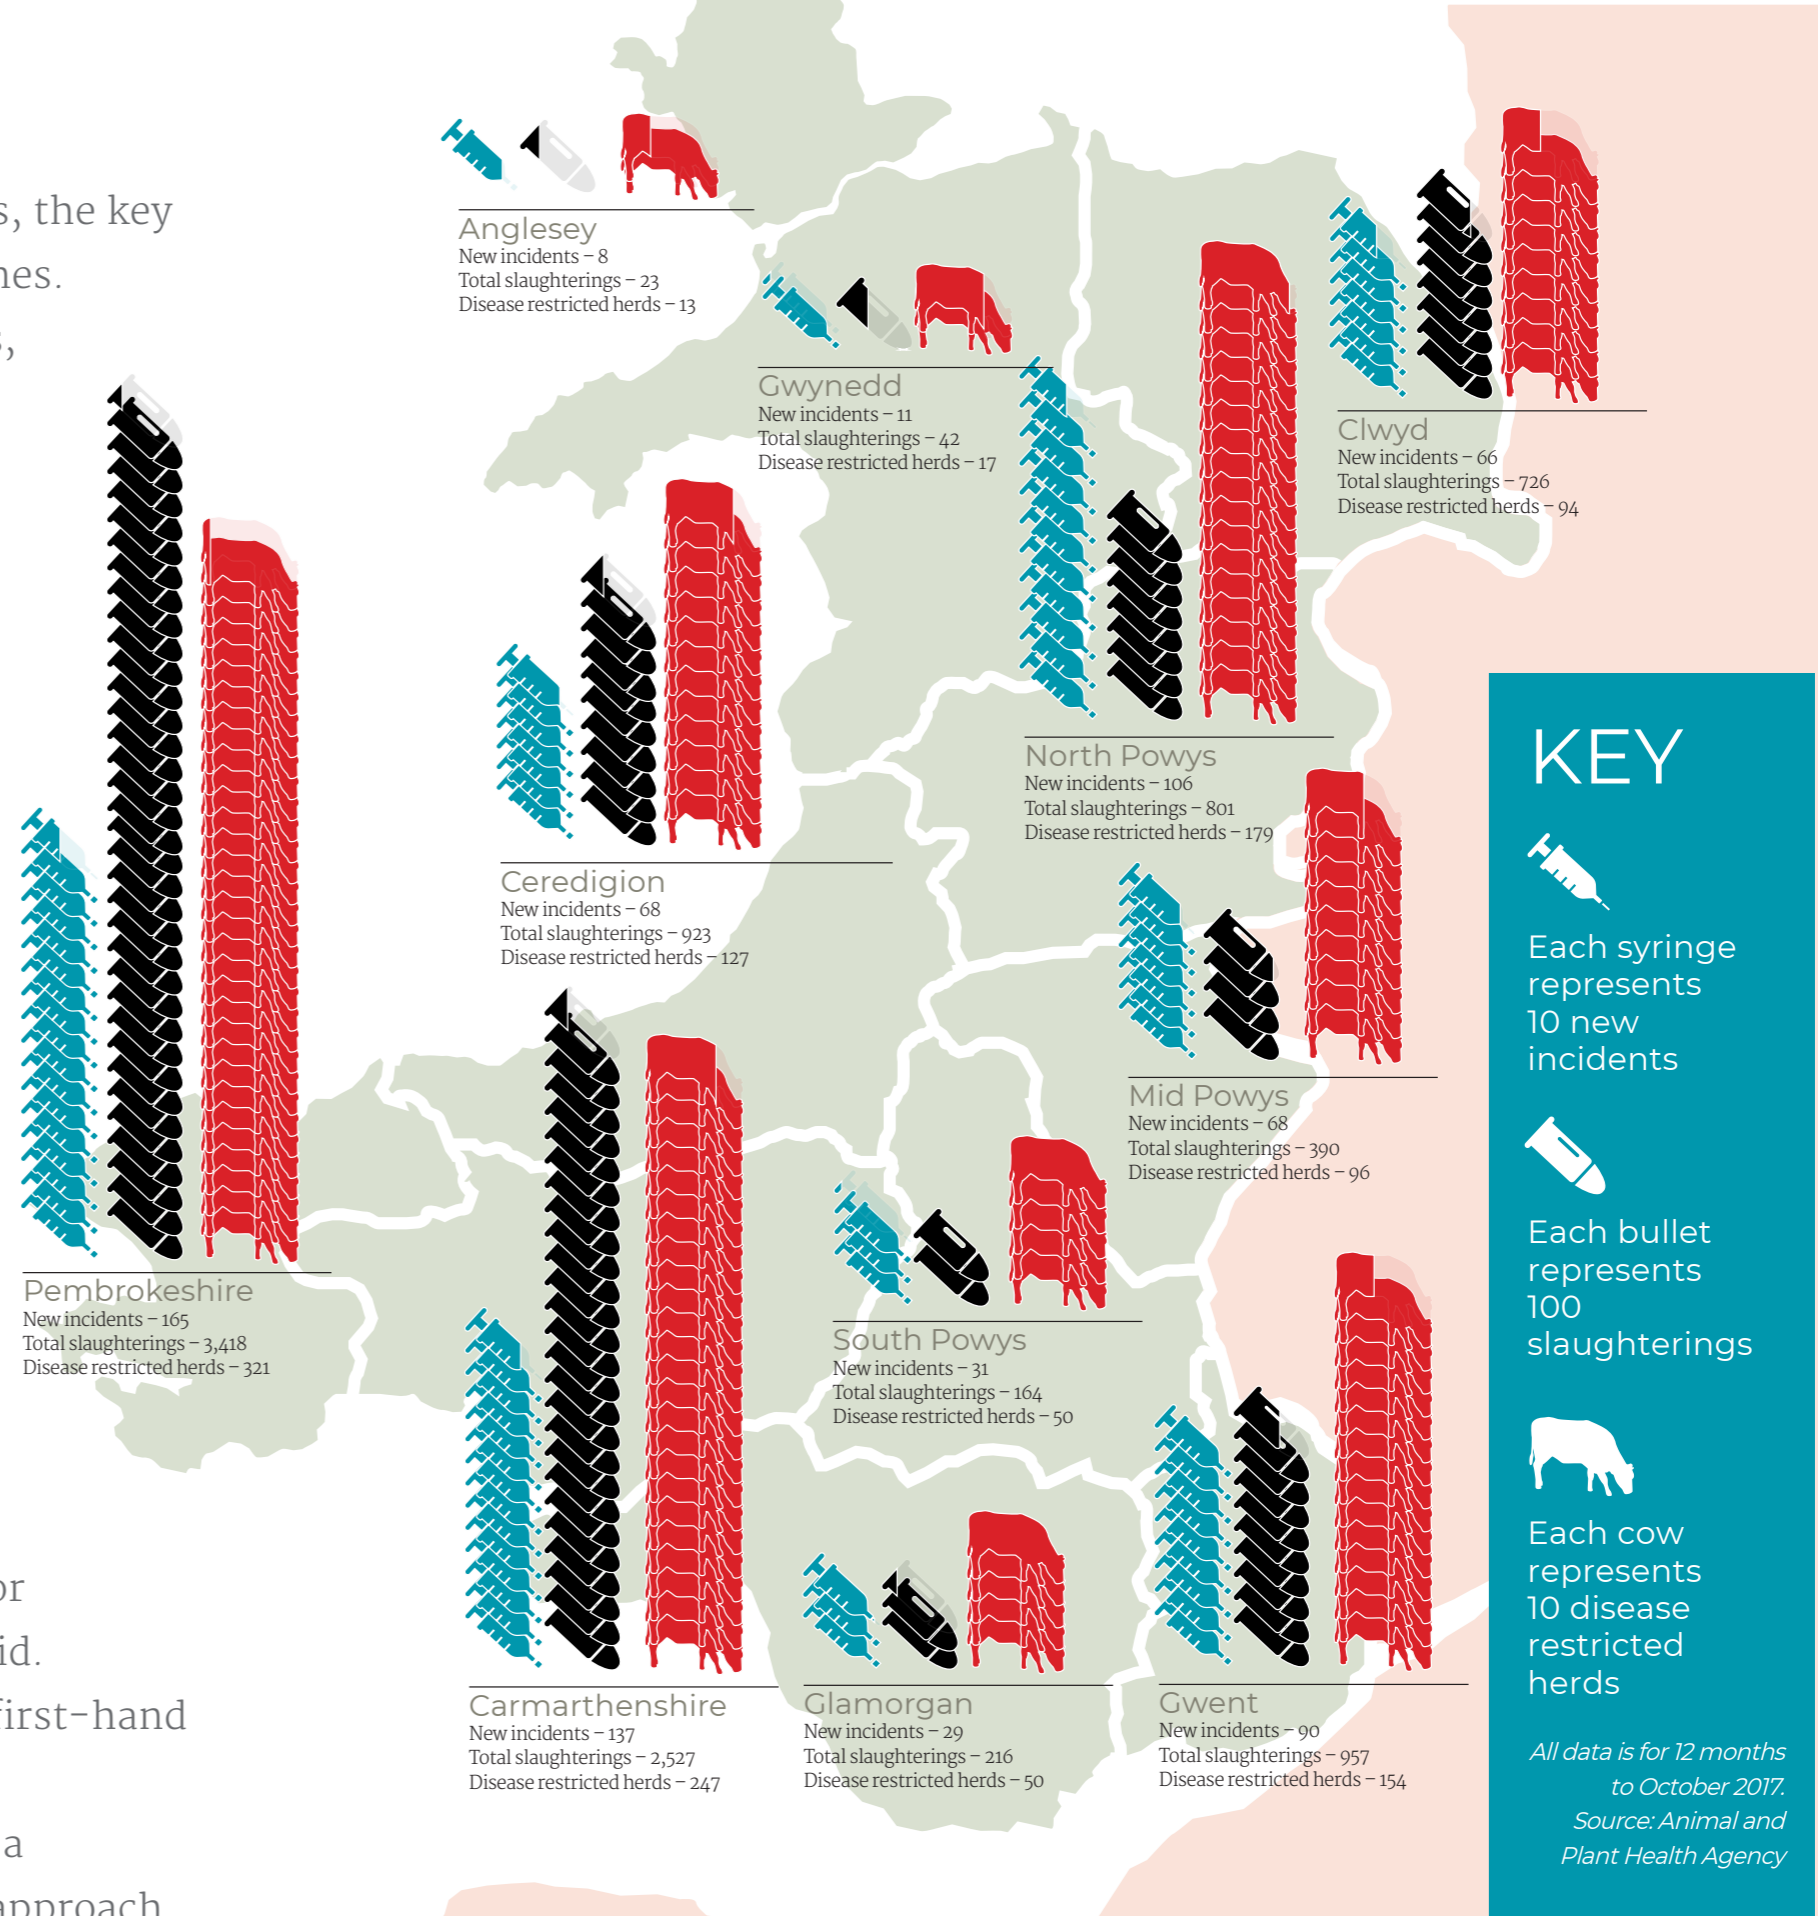 s, the key
nes.
s,
or
id.
first-hand
a
approach
Anglesey
New incidents – 8
Total slaughterings – 23
Disease restricted herds – 13
Gwynedd
New incidents – 11
Total slaughterings – 42
Disease restricted herds – 17
Clwyd
New incidents – 66
Total slaughterings – 726
Disease restricted herds – 94
North Powys
New incidents – 106
Total slaughterings – 801
Disease restricted herds – 179
Ceredigion
New incidents – 68
Total slaughterings – 923
Disease restricted herds – 127
Mid Powys
New incidents – 68
Total slaughterings – 390
Disease restricted herds – 96
Pembrokeshire
New incidents – 165
Total slaughterings – 3,418
Disease restricted herds – 321
South Powys
New incidents – 31
Total slaughterings – 164
Disease restricted herds – 50
Carmarthenshire
New incidents – 137
Total slaughterings – 2,527
Disease restricted herds – 247
Glamorgan
New incidents – 29
Total slaughterings – 216
Disease restricted herds – 50
Gwent
New incidents – 90
Total slaughterings – 957
Disease restricted herds – 154
KEY
Each syringe
represents
10 new
incidents
Each bullet
represents
100
slaughterings
Each cow
represents
10 disease
restricted
herds
All data is for 12 months
to October 2017.
Source: Animal and
Plant Health Agency